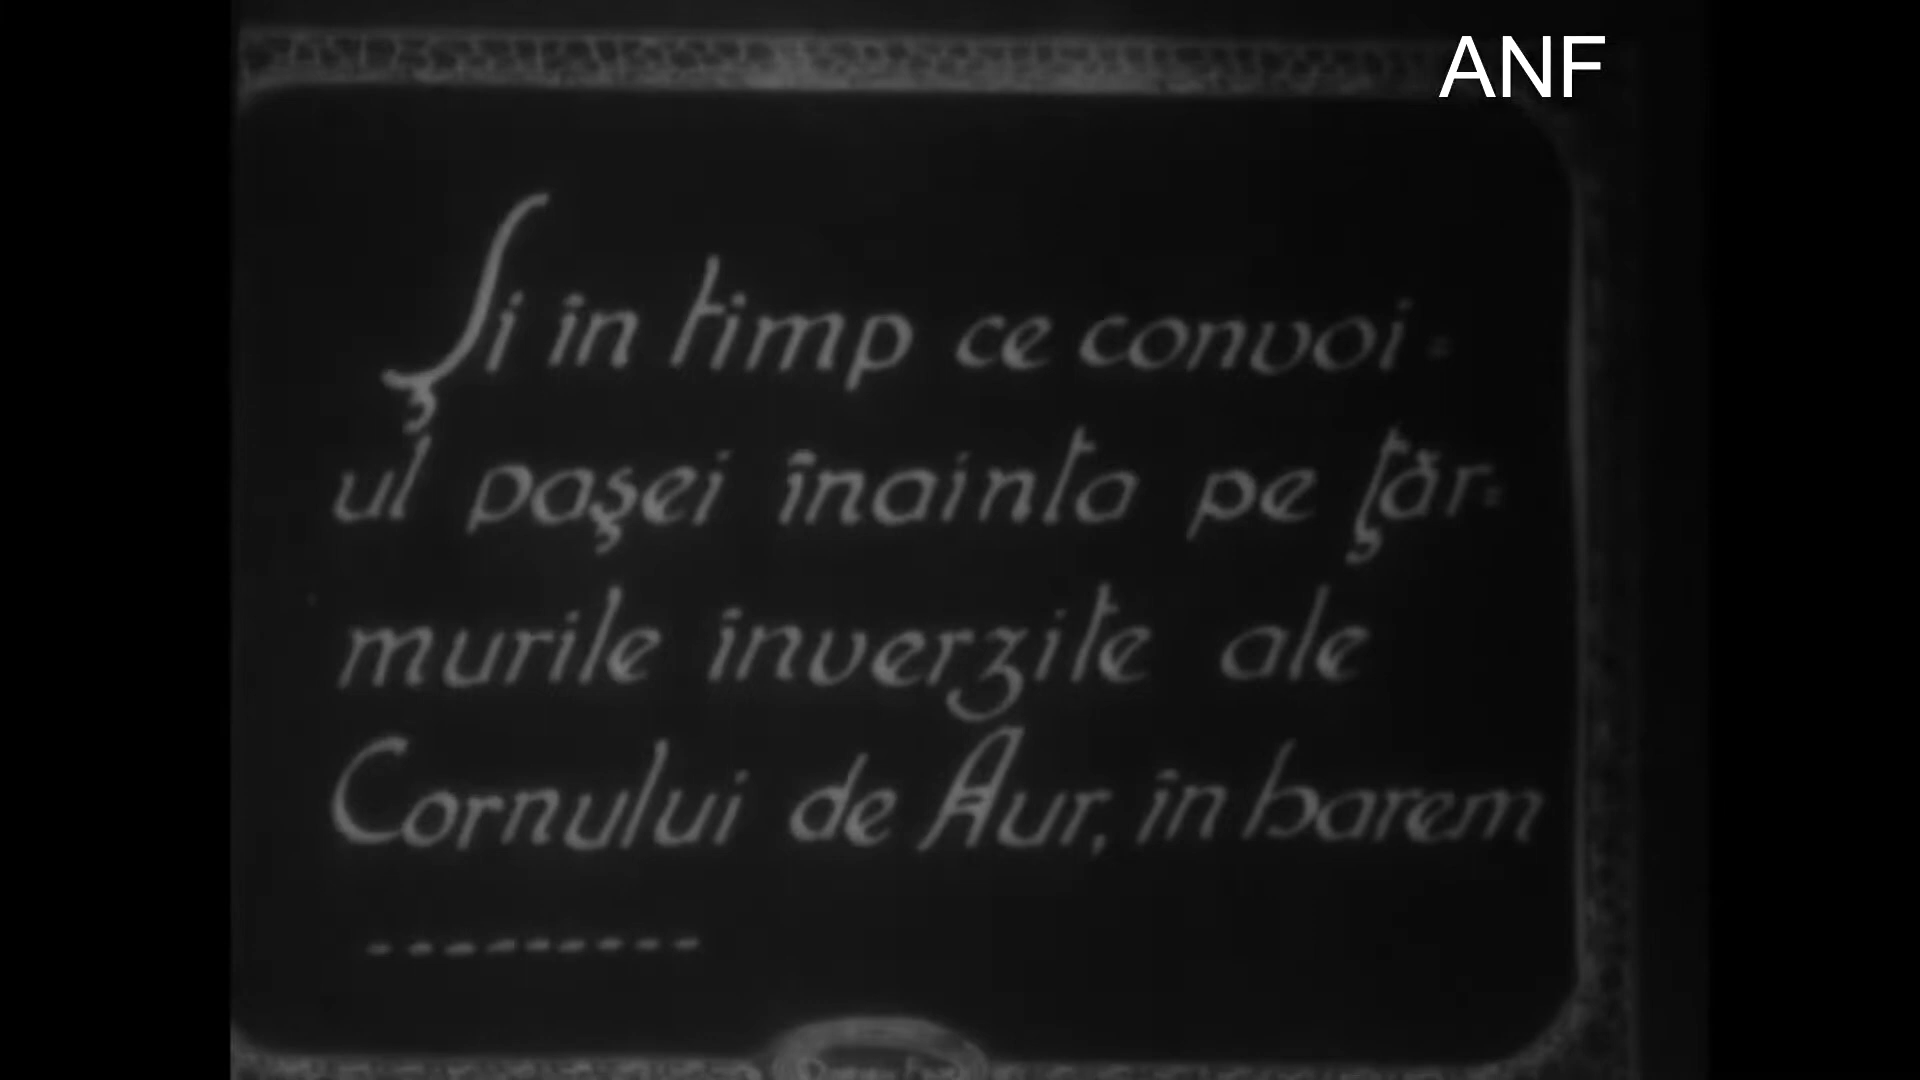 ANF
Şi în timp ce convoi=
ul paşei înainta pe ţăr=
murile înverzite ale
Cornului de Aur, în harem
---------